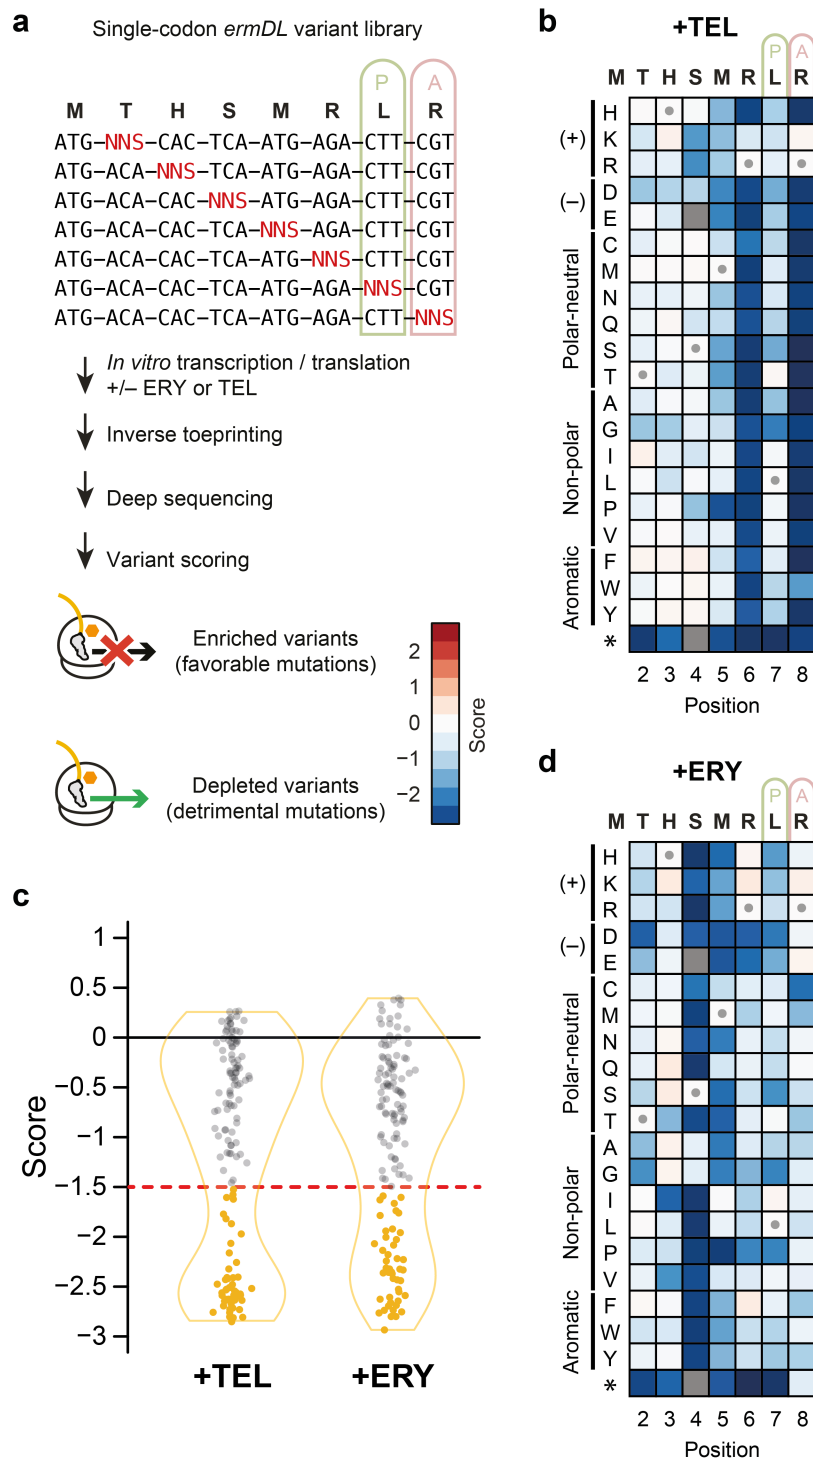 a
Single-codon ermDL variant library
P A
M T H S M R L R
ATG–NNS–CAC–TCA–ATG–AGA–CTT–CGT
ATG–ACA–NNS–TCA–ATG–AGA–CTT–CGT
ATG–ACA–CAC–NNS–ATG–AGA–CTT–CGT
ATG–ACA–CAC–TCA–NNS–AGA–CTT–CGT
ATG–ACA–CAC–TCA–ATG–NNS–CTT–CGT
ATG–ACA–CAC–TCA–ATG–AGA–NNS–CGT
ATG–ACA–CAC–TCA–ATG–AGA–CTT–NNS
In vitro transcription / translation
+/– ERY or TEL
Inverse toeprinting
Deep sequencing
Variant scoring
Enriched variants
(favorable mutations)
Depleted variants
(detrimental mutations)
2
1
0
−1
−2
Score
b
+TEL
P A
M T H S M R L R
(+)
H
K
R
(–)
D
E
Polar-neutral
C
M
N
Q
S
T
Non-polar
A
G
I
L
P
V
Aromatic
F
W
Y
*
2 3 4 5 6 7 8
Position
c
Score
1
0.5
0
−0.5
−1
−1.5
−2
−2.5
−3
+TEL +ERY
d
+ERY
P A
M T H S M R L R
(+)
H
K
R
(–)
D
E
Polar-neutral
C
M
N
Q
S
T
Non-polar
A
G
I
L
P
V
Aromatic
F
W
Y
*
2 3 4 5 6 7 8
Position